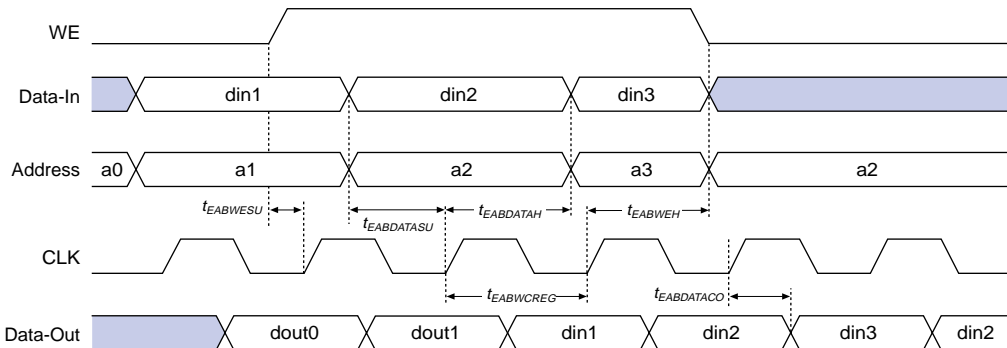 WE
Data-In din1 din2 din3
Address a0 a1 a2 a3 a2
tEABWESU tEABDATASU tEABDATAH tEABWEH
CLK
tEABWCREG tEABDATACO
Data-Out dout0 dout1 din1 din2 din3 din2